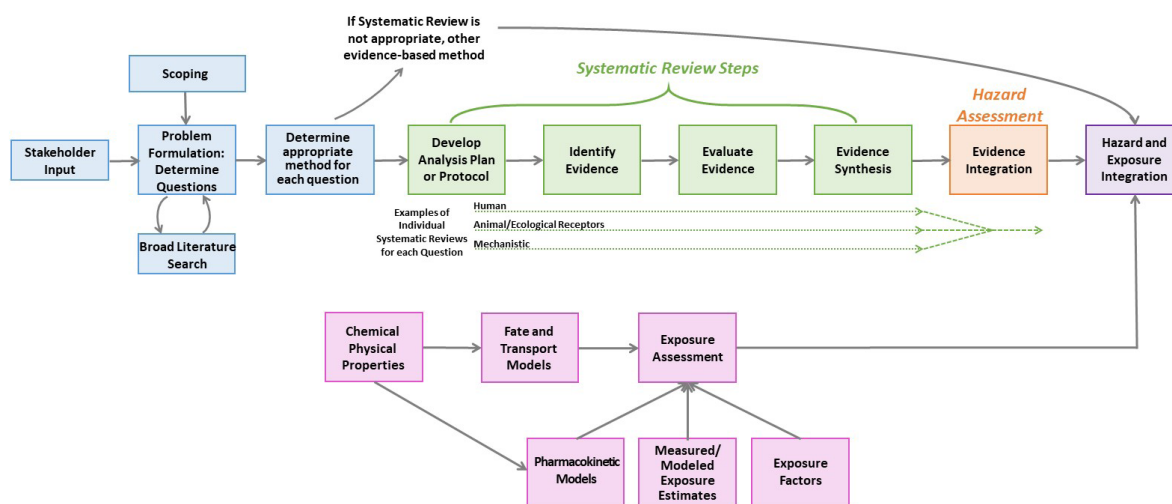 If Systematic Review is
not appropriate, other
evidence-based method
Systematic Review Steps
Scoping
Hazard
Assessment
Stakeholder
Input
Problem
Formulation:
Determine
Questions
Determine
appropriate
method for
each question
Develop
Analysis Plan
or Protocol
Identify
Evidence
Evaluate
Evidence
Evidence
Synthesis
Evidence
Integration
Hazard and
Exposure
Integration
Broad Literature
Search
Examples of
Individual
Systematic Reviews
for each Question
Human
Animal/Ecological Receptors
Mechanistic
Chemical
Physical
Properties
Fate and
Transport
Models
Exposure
Assessment
Pharmacokinetic
Models
Measured/
Modeled
Exposure
Estimates
Exposure
Factors